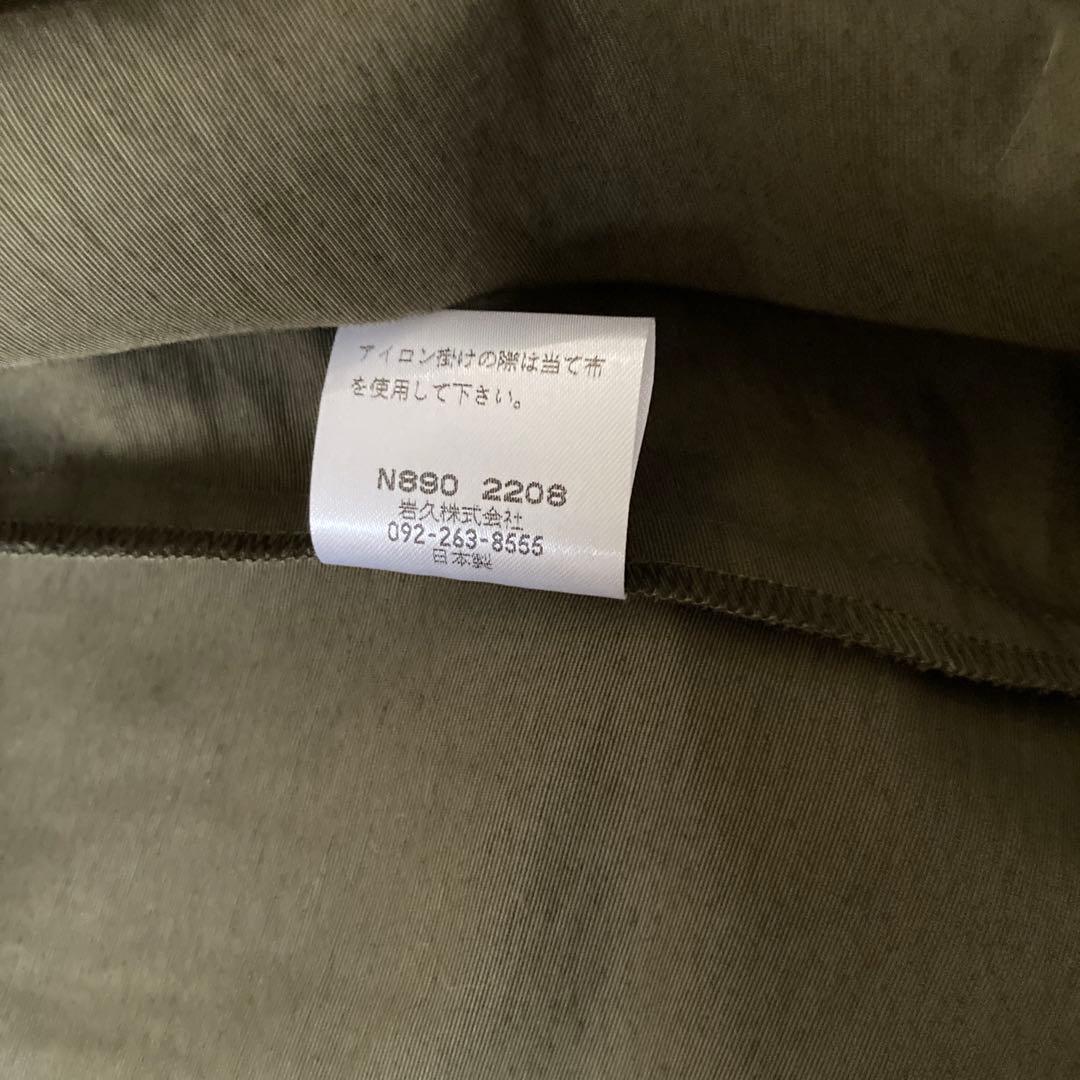 アイロン掛けの際は当て布
を使用して下さい。
N890 2208
岩久株式会社
092-263-8555
日本製